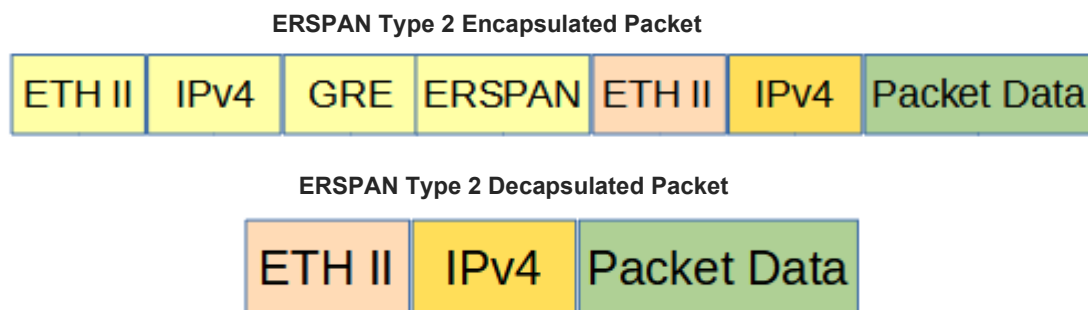 ERSPAN Type 2 Encapsulated Packet
ETH II IPv4 GRE ERSPAN ETH II IPv4 Packet Data
ERSPAN Type 2 Decapsulated Packet
ETH II IPv4 Packet Data